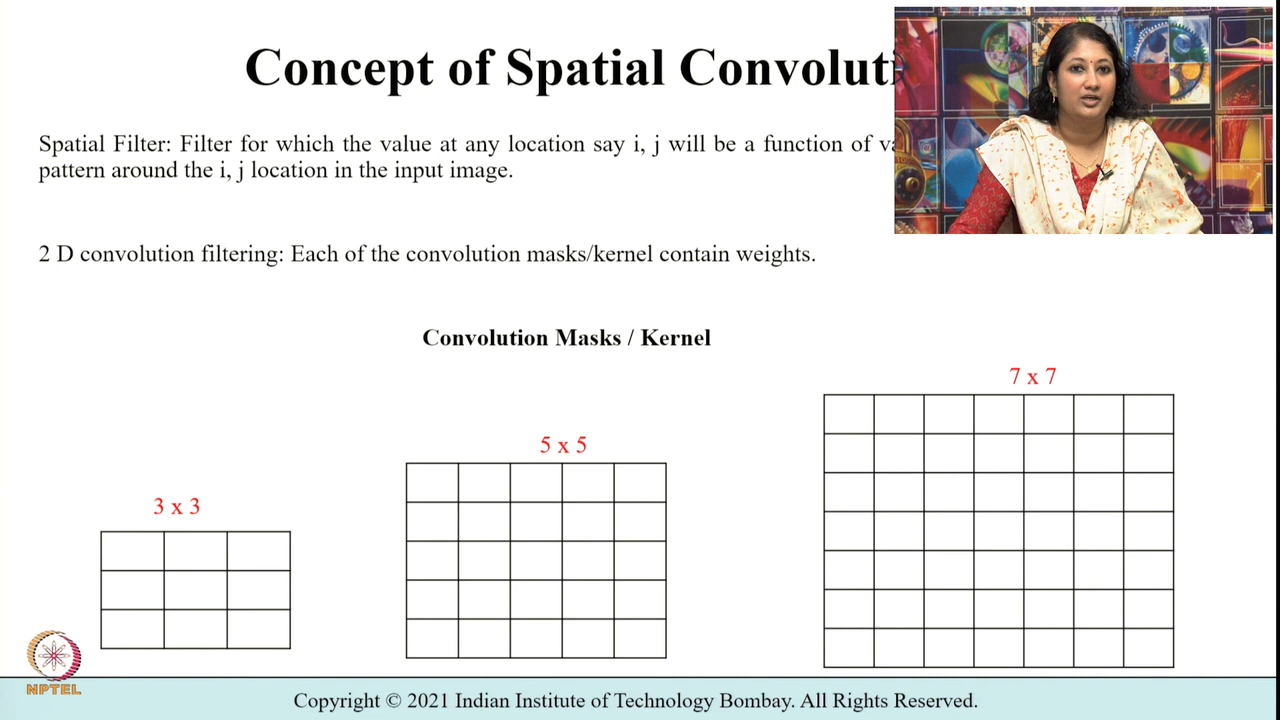 Concept of Spatial
Spatial Filter: Filter for which the value at any location say i, j will be a function of
pattern around the i, j location in the input image.
2 D convolution filtering: Each of the convolution masks/kernel contain weights.
Convolution Masks / Kernel
7 x 7
5 x 5
3 x 3
NPTEL
Copyright © 2021 Indian Institute of Technology Bombay. All Rights Reserved.